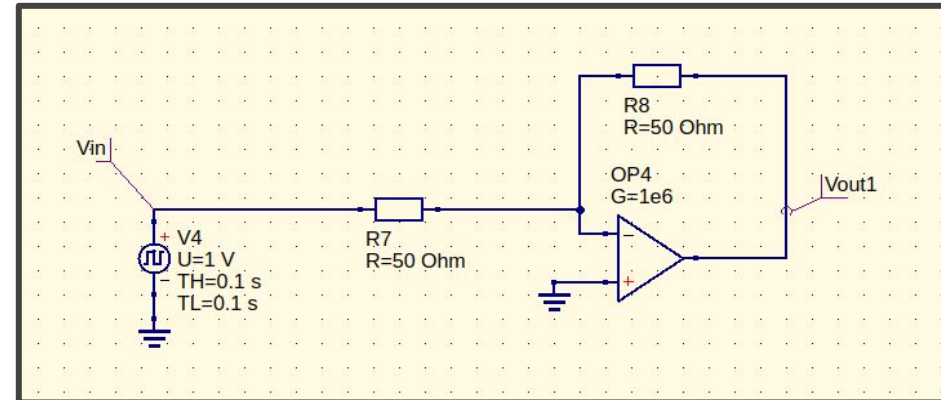 Vin
+ V4
U=1 V
− TH=0.1 s
TL=0.1 s
R7
R=50 Ohm
R8
R=50 Ohm
OP4
G=1e6
−
+
Vout1